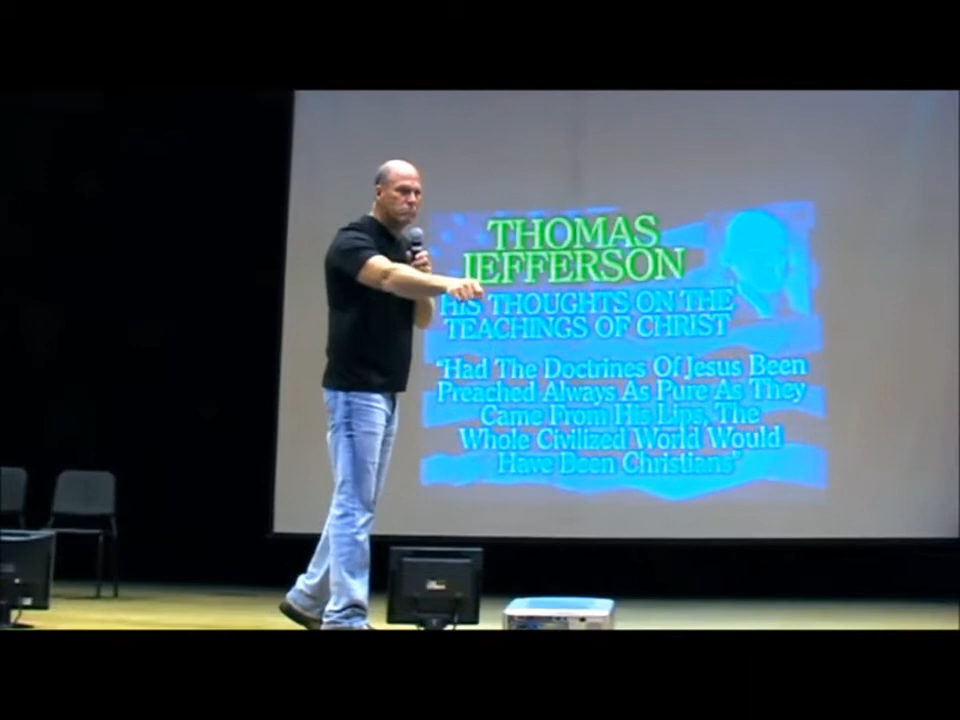 THOMAS
JEFFERSON
HIS THOUGHTS ON THE
TEACHINGS OF CHRIST
"Had The Doctrines Of Jesus Been
Preached Always As Pure As They
Came From His Lips, The
Whole Civilized World Would
Have Been Christians"